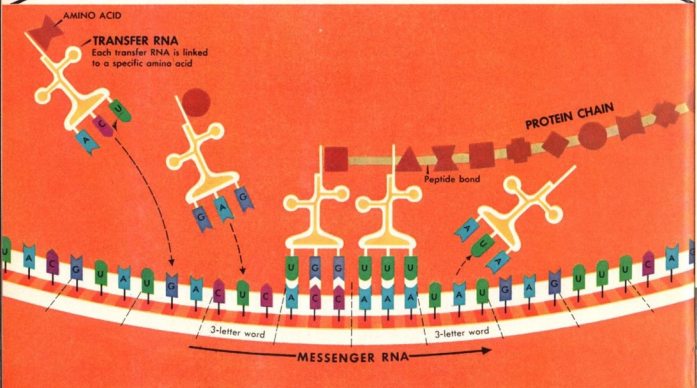 AMINO ACID
TRANSFER RNA
Each transfer RNA is linked
to a specific amino acid
A C U
PROTEIN CHAIN
Peptide bond
G A G
A U A
U G G U U U
U A C G U A U G A C U C A C C A A A U A U G A G U U U C A
3-letter word
3-letter word
MESSENGER RNA